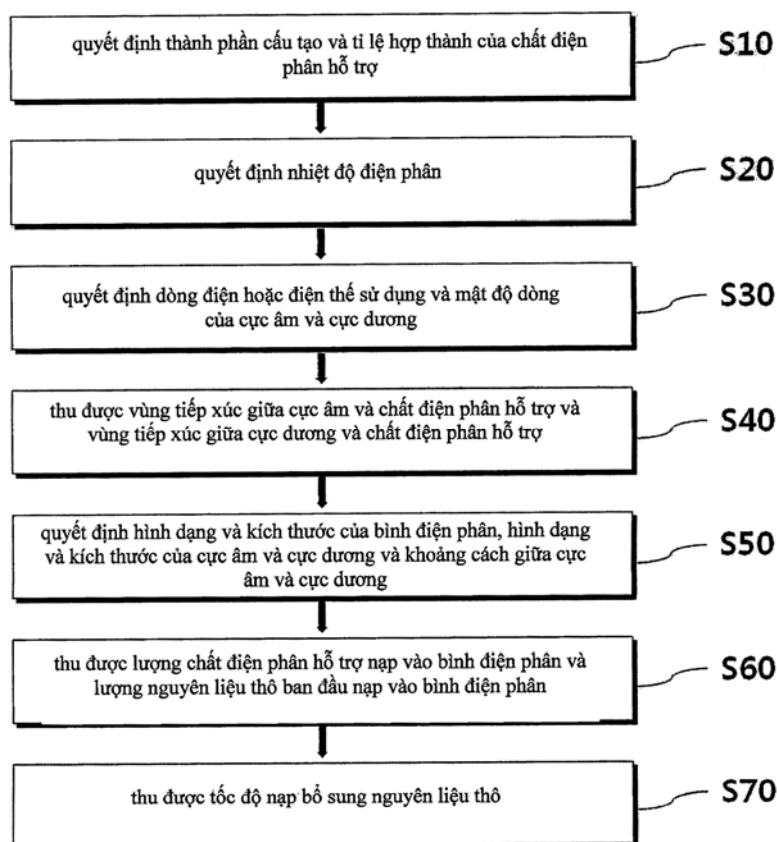 quyết định thành phần cấu tạo và tỉ lệ hợp thành của chất điện
phân hỗ trợ
S10
quyết định nhiệt độ điện phân
S20
quyết định dòng điện hoặc điện thế sử dụng và mật độ dòng
của cực âm và cực dương
S30
thu được vùng tiếp xúc giữa cực âm và chất điện phân hỗ trợ và
vùng tiếp xúc giữa cực dương và chất điện phân hỗ trợ
S40
quyết định hình dạng và kích thước của bình điện phân, hình dạng
và kích thước của cực âm và cực dương và khoảng cách giữa cực
âm và cực dương
S50
thu được lượng chất điện phân hỗ trợ nạp vào bình điện phân và
lượng nguyên liệu thô ban đầu nạp vào bình điện phân
S60
thu được tốc độ nạp bổ sung nguyên liệu thô
S70